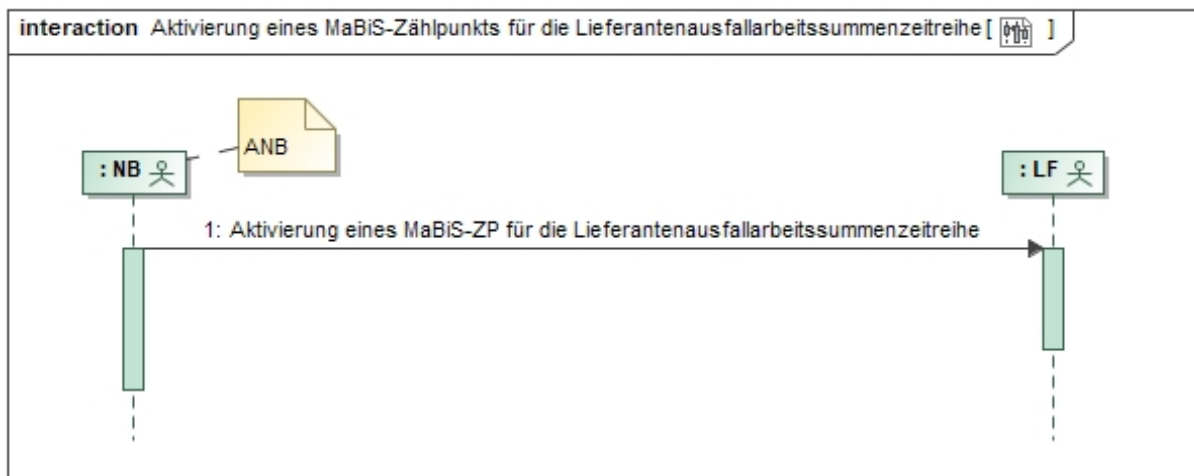 interaction Aktivierung eines MaBiS-Zählpunkts für die Lieferantenausfallarbeitssummenzeitreihe [ ]
ANB
: NB
: LF
1: Aktivierung eines MaBiS-ZP für die Lieferantenausfallarbeitssummenzeitreihe